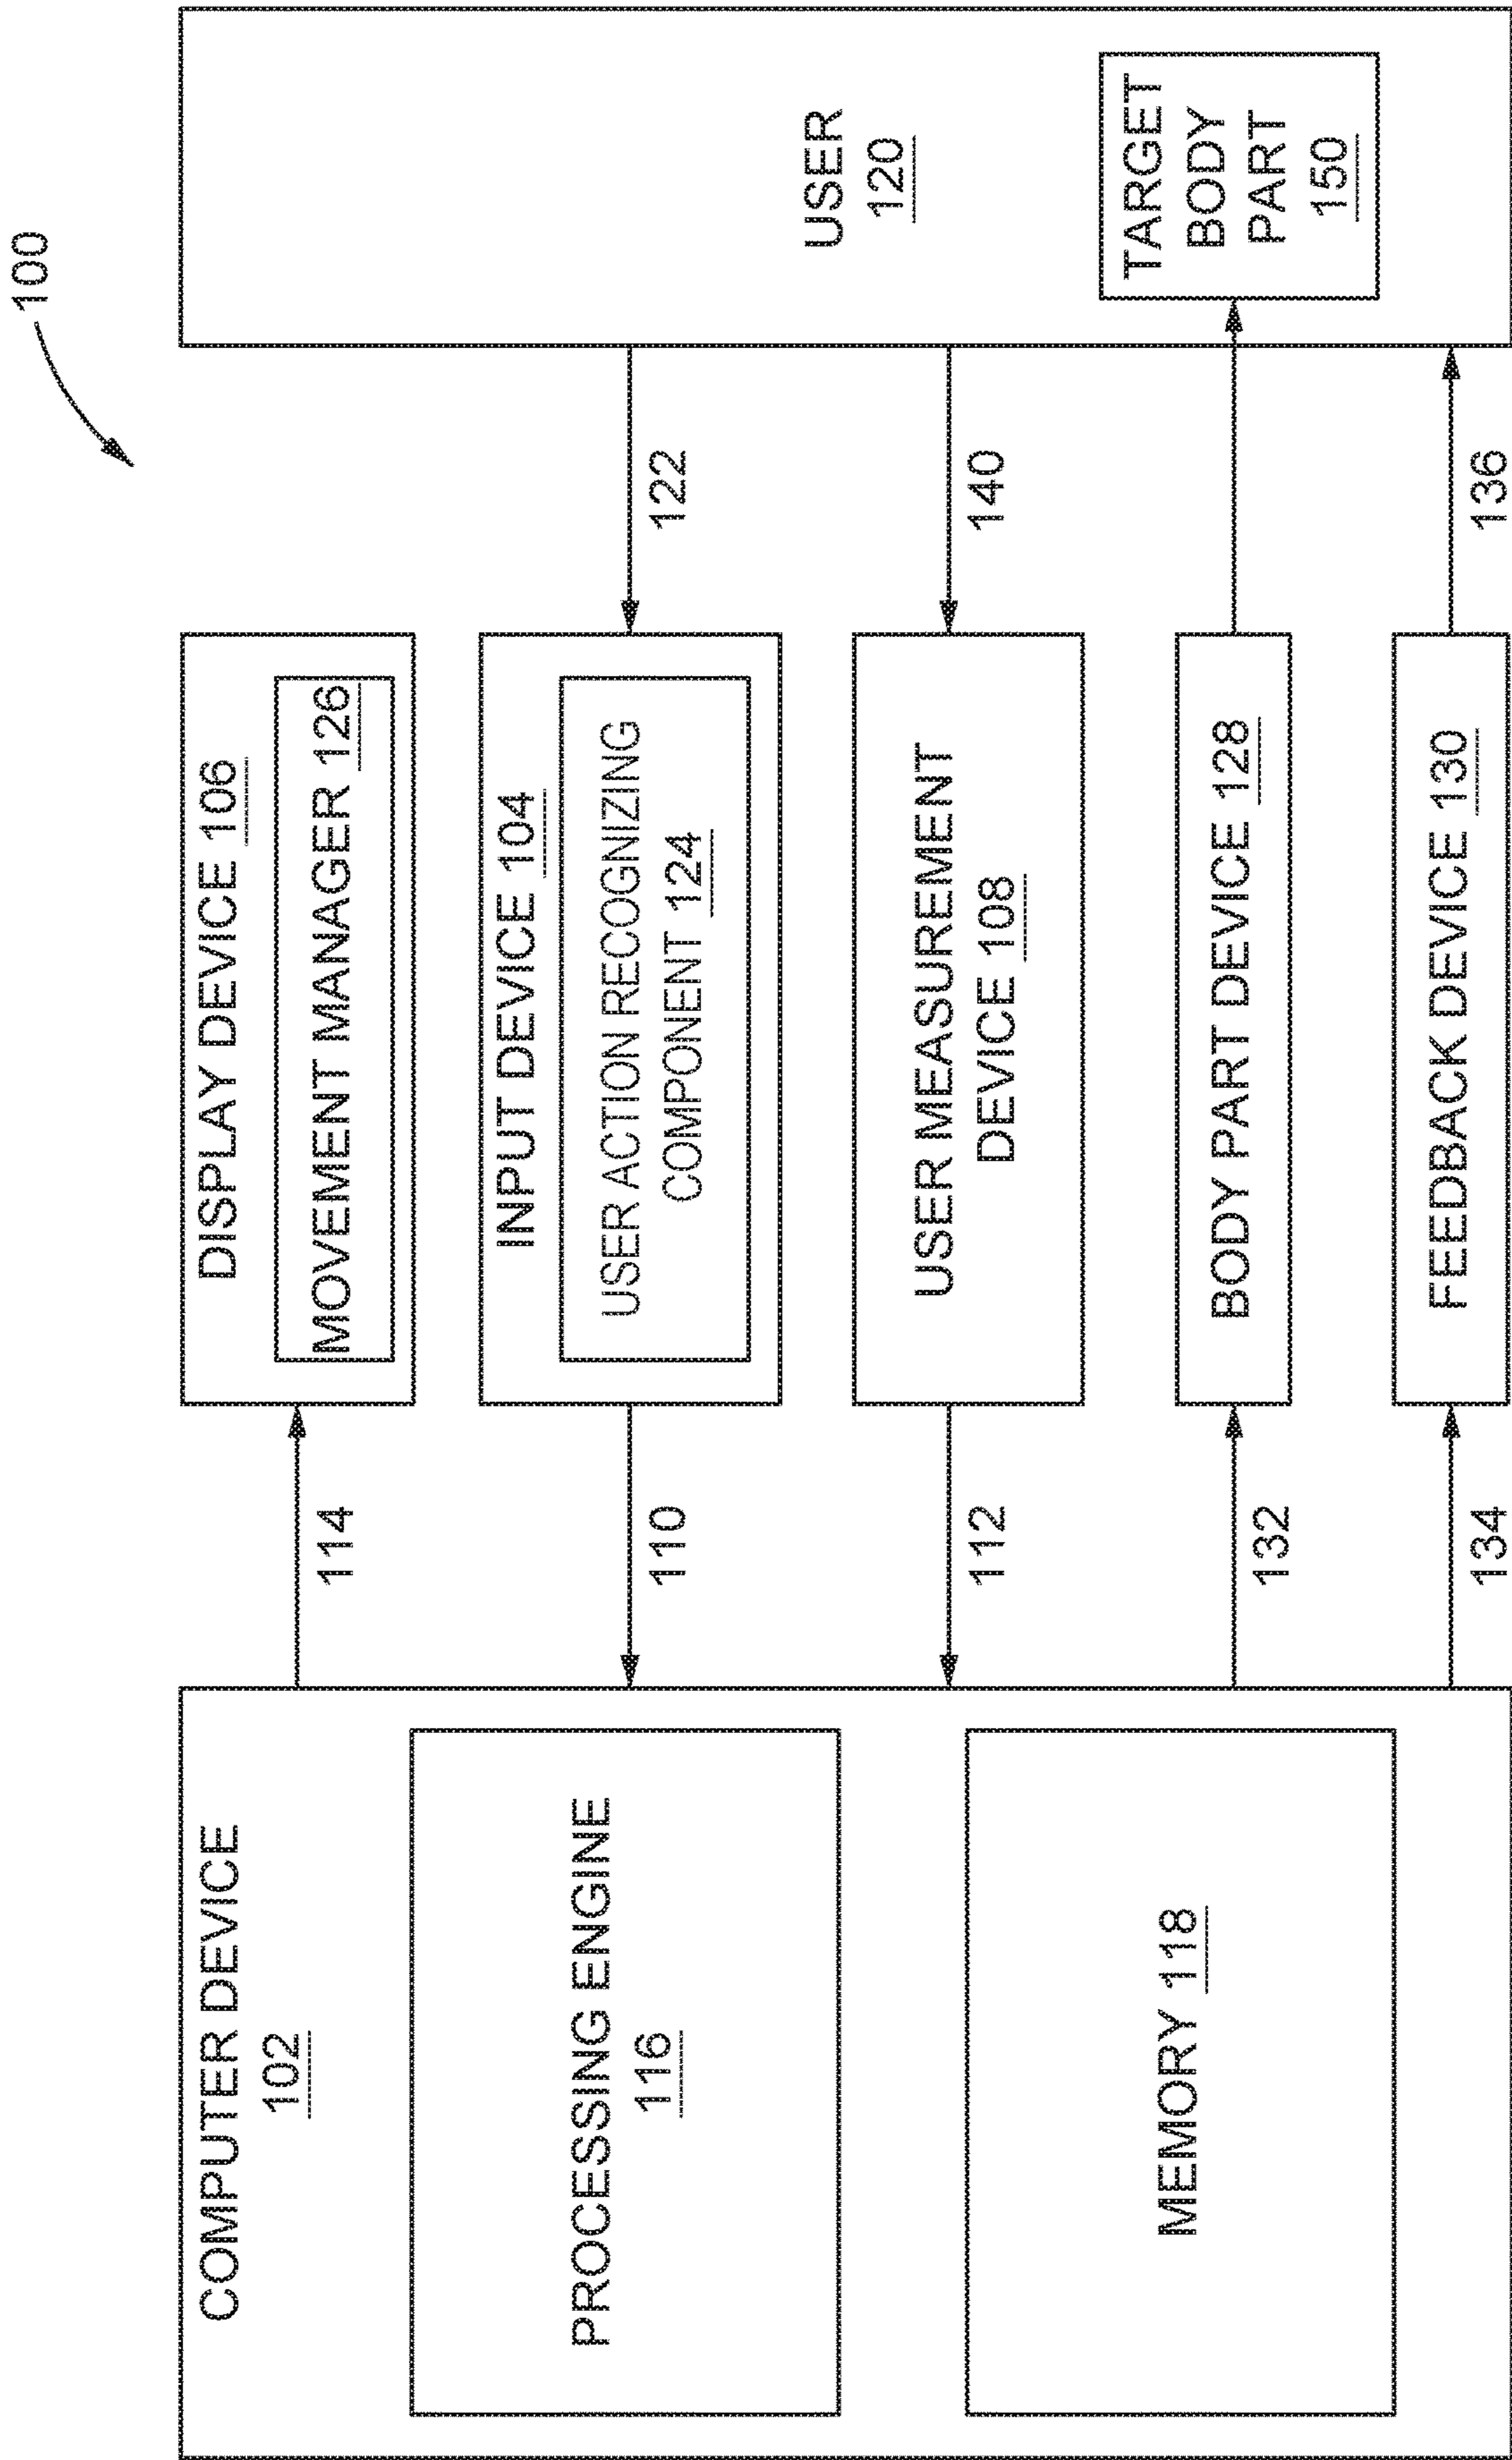 100
COMPUTER DEVICE
102
PROCESSING ENGINE
116
MEMORY 118
114
110
112
132
134
DISPLAY DEVICE 106
MOVEMENT MANAGER 126
INPUT DEVICE 104
USER ACTION RECOGNIZING
COMPONENT 124
USER MEASUREMENT
DEVICE 108
BODY PART DEVICE 128
FEEDBACK DEVICE 130
122
140
136
USER
120
TARGET
BODY
PART
150